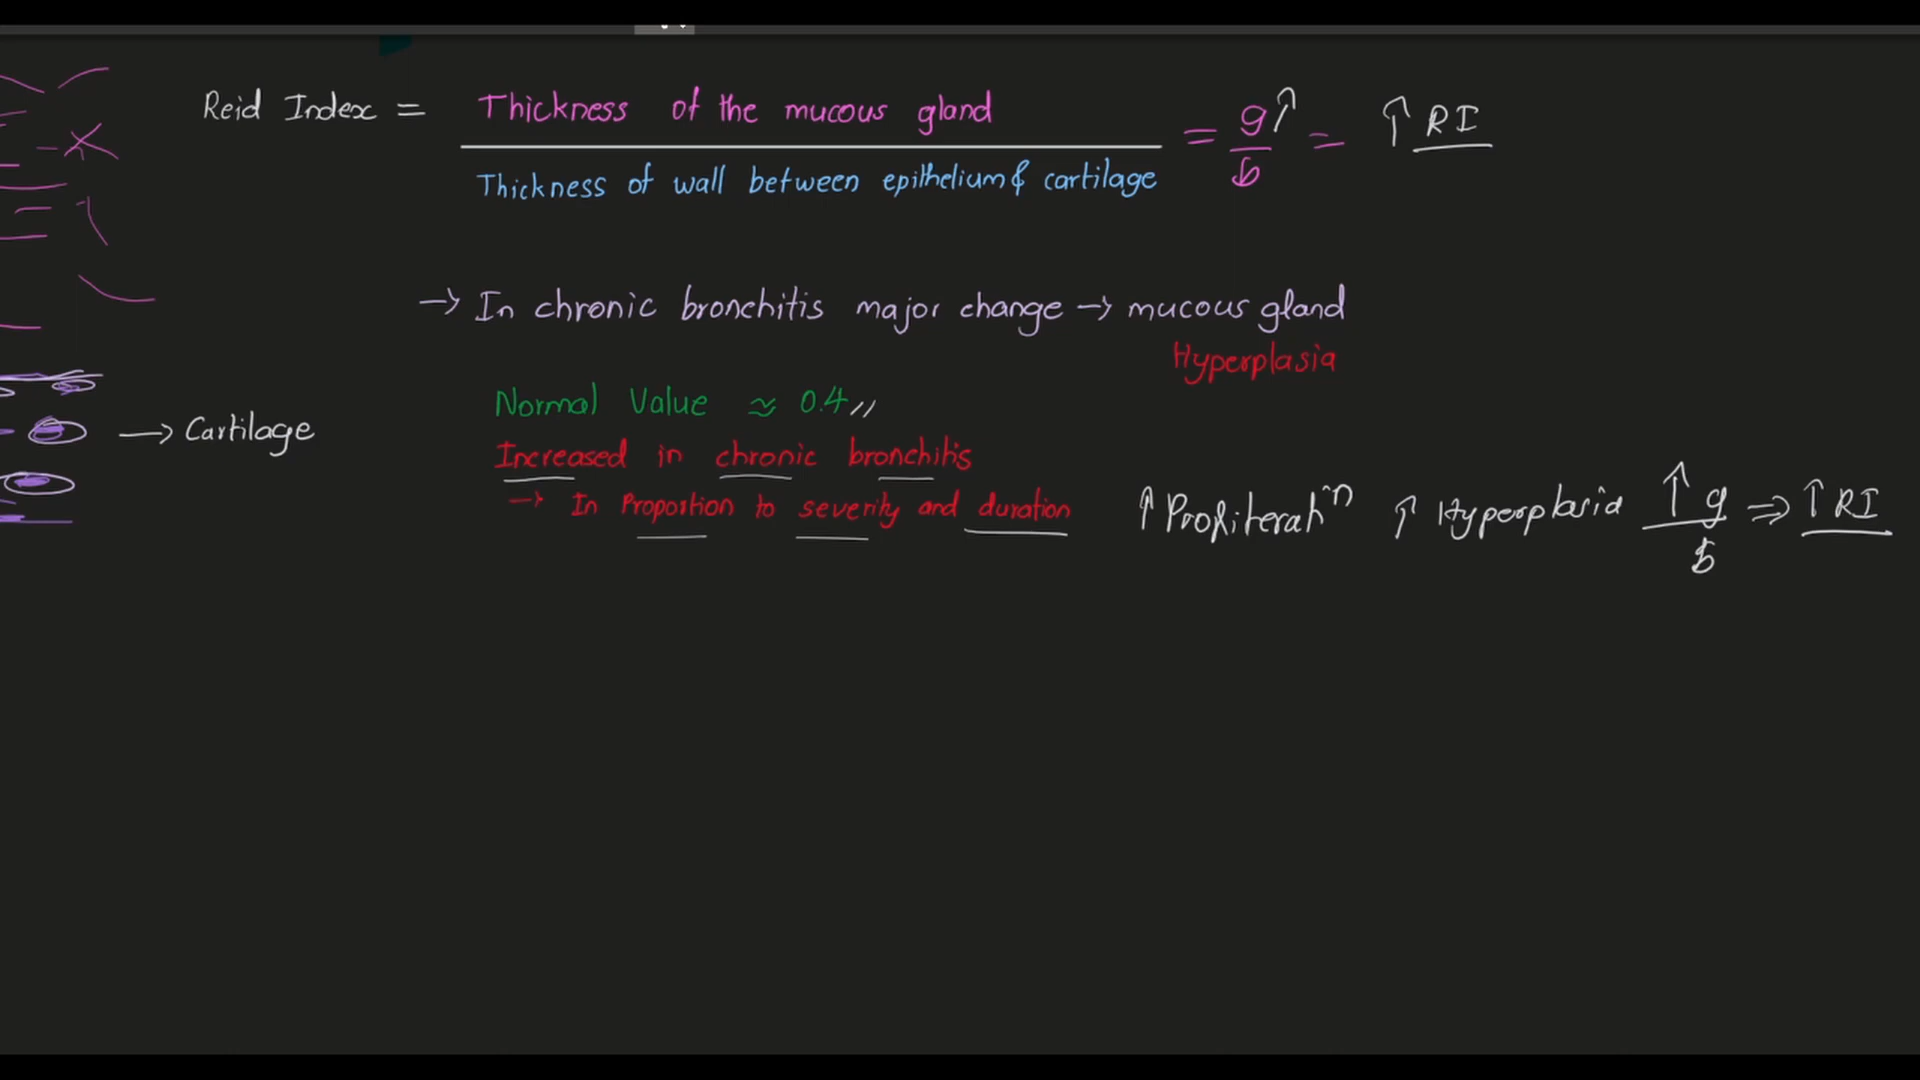 Reid Index = Thickness of the mucous gland = g↑ = ↑ RI
Thickness of wall between epithelium & cartilage b
→ In chronic bronchitis major change → mucous gland
Hyperplasia
Normal Value ≈ 0.4 //
→ Cartilage
Increased in chronic bronchitis
→ In Proportion to severity and duration ↑ Proliferatⁿ ↑ Hyperplasia ↑ g ⇒ ↑ RI
b